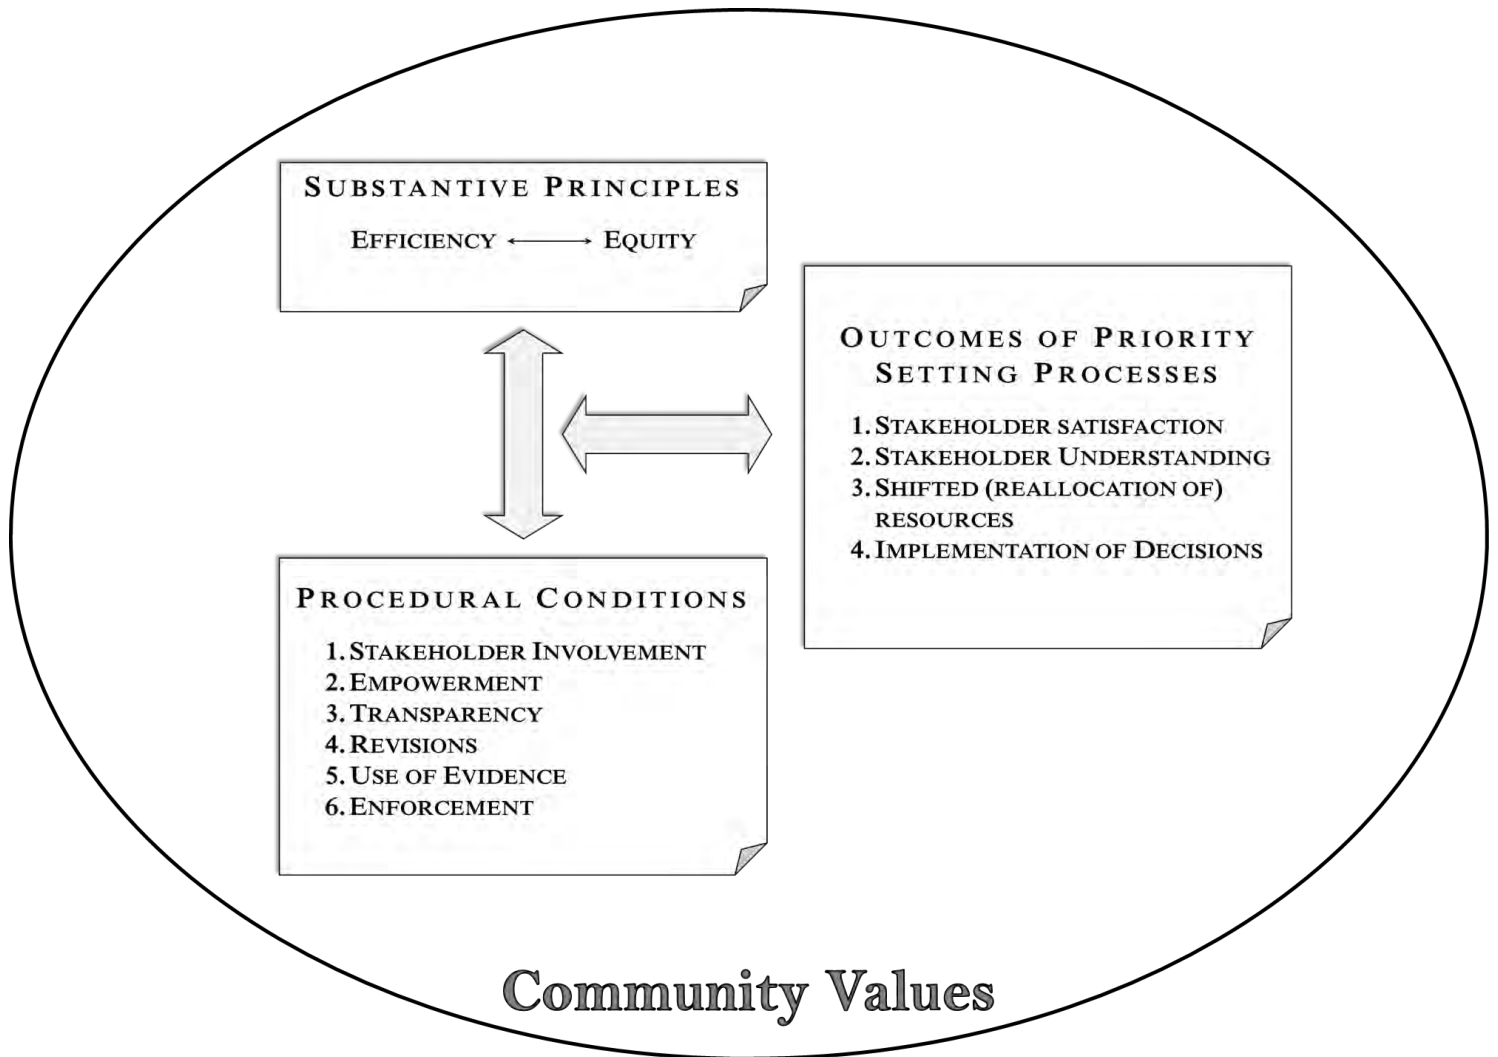 SUBSTANTIVE PRINCIPLES
EFFICIENCY ⟷ EQUITY
OUTCOMES OF PRIORITY
SETTING PROCESSES
1. STAKEHOLDER SATISFACTION
2. STAKEHOLDER UNDERSTANDING
3. SHIFTED (REALLOCATION OF)
RESOURCES
4. IMPLEMENTATION OF DECISIONS
PROCEDURAL CONDITIONS
1. STAKEHOLDER INVOLVEMENT
2. EMPOWERMENT
3. TRANSPARENCY
4. REVISIONS
5. USE OF EVIDENCE
6. ENFORCEMENT
Community Values